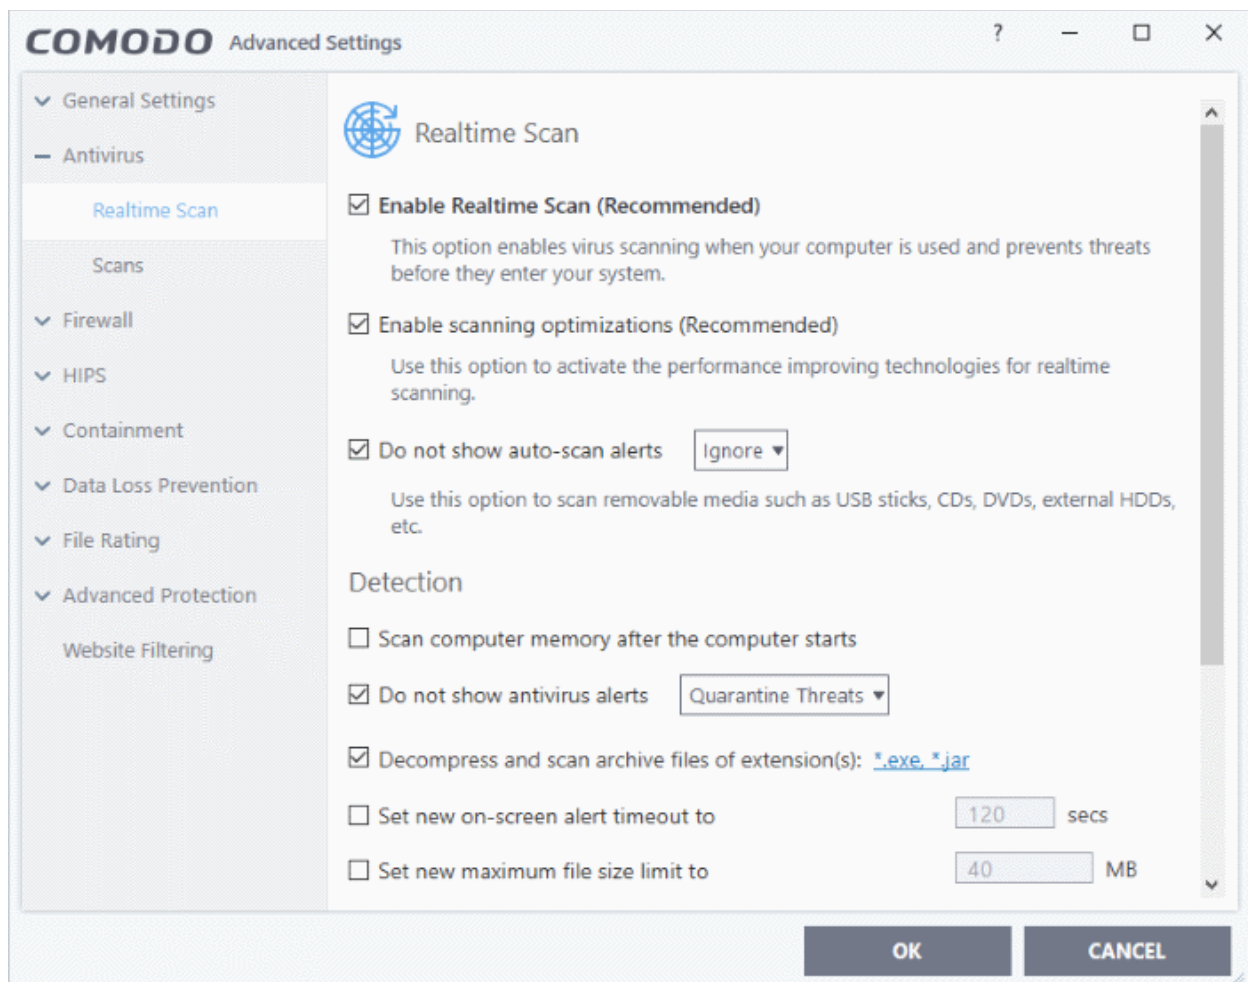 COMODO Advanced Settings ?
General Settings
Antivirus
Realtime Scan
Scans
Firewall
HIPS
Containment
Data Loss Prevention
File Rating
Advanced Protection
Website Filtering
Realtime Scan
Enable Realtime Scan (Recommended)
This option enables virus scanning when your computer is used and prevents threats
before they enter your system.
Enable scanning optimizations (Recommended)
Use this option to activate the performance improving technologies for realtime
scanning.
Do not show auto-scan alerts Ignore
Use this option to scan removable media such as USB sticks, CDs, DVDs, external HDDs,
etc.
Detection
Scan computer memory after the computer starts
Do not show antivirus alerts Quarantine Threats
Decompress and scan archive files of extension(s): *.exe, *.jar
Set new on-screen alert timeout to 120 secs
Set new maximum file size limit to 40 MB
OK CANCEL